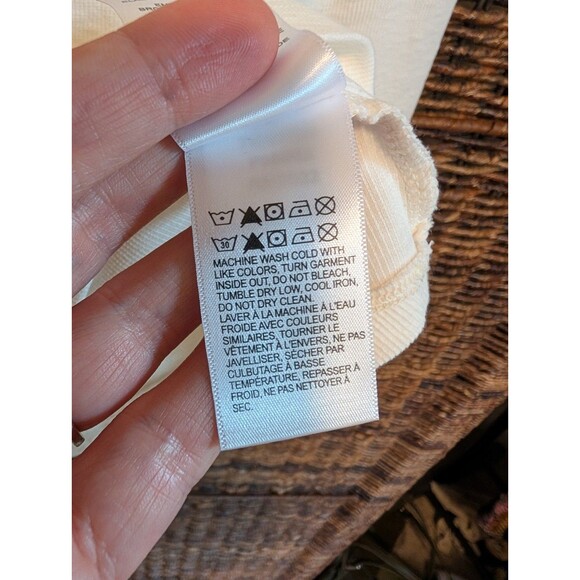 30
MACHINE WASH COLD WITH
LIKE COLORS, TURN GARMENT
INSIDE OUT, DO NOT BLEACH,
TUMBLE DRY LOW, COOL IRON,
DO NOT DRY CLEAN.
LAVER À LA MACHINE À L'EAU
FROIDE AVEC COULEURS
SIMILAIRES, TOURNER LE
VÊTEMENT À L'ENVERS, NE PAS
JAVELLISER, SÉCHER PAR
CULBUTAGE À BASSE
TEMPÉRATURE, REPASSER À
FROID, NE PAS NETTOYER À
SEC.